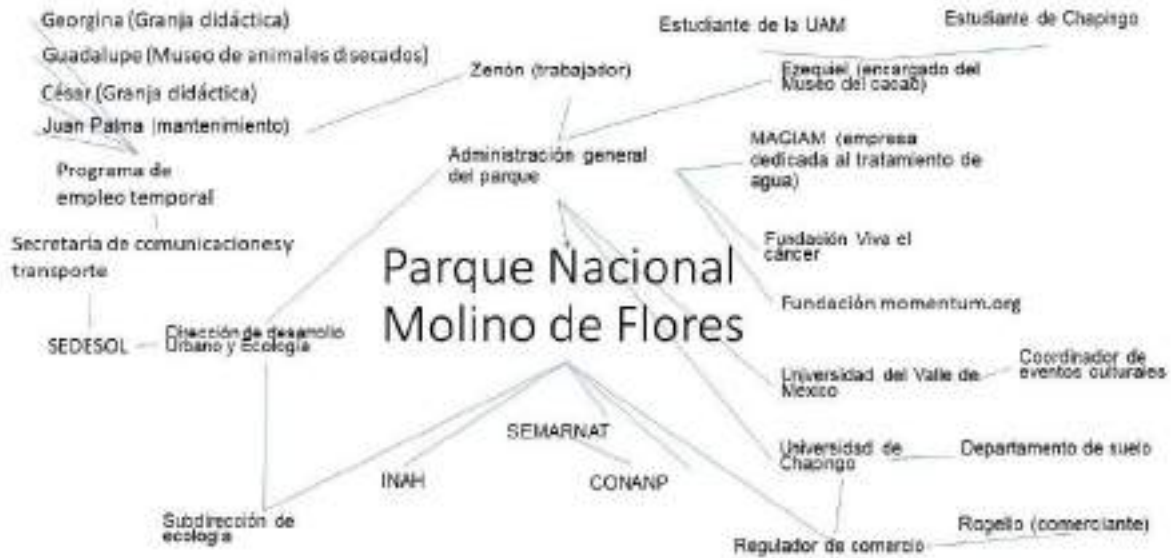 Georgina (Granja didáctica)
Guadalupe (Museo de animales disecados)
César (Granja didáctica)
Juan Palma (mantenimiento)
Programa de
empleo temporal
Secretaría de comunicaciones y
transporte
SEDESOL
Dirección de desarrollo
Urbano y Ecología
Subdirección de
ecología
Zenón (trabajador)
Administración general
del parque
Parque Nacional
Molino de Flores
SEMARNAT
INAH
CONANP
Estudiante de la UAM
Estudiante de Chapingo
Ezequiel (encargado del
Museo del cacao)
MAGIAM (empresa
dedicada al tratamiento de
agua)
Fundación Viva el
cáncer
Fundación momentum.org
Universidad del Valle de
México
Coordinador de
eventos culturales
Universidad de
Chapingo
Departamento de suelo
Regulador de comercio
Rogelio (comerciante)